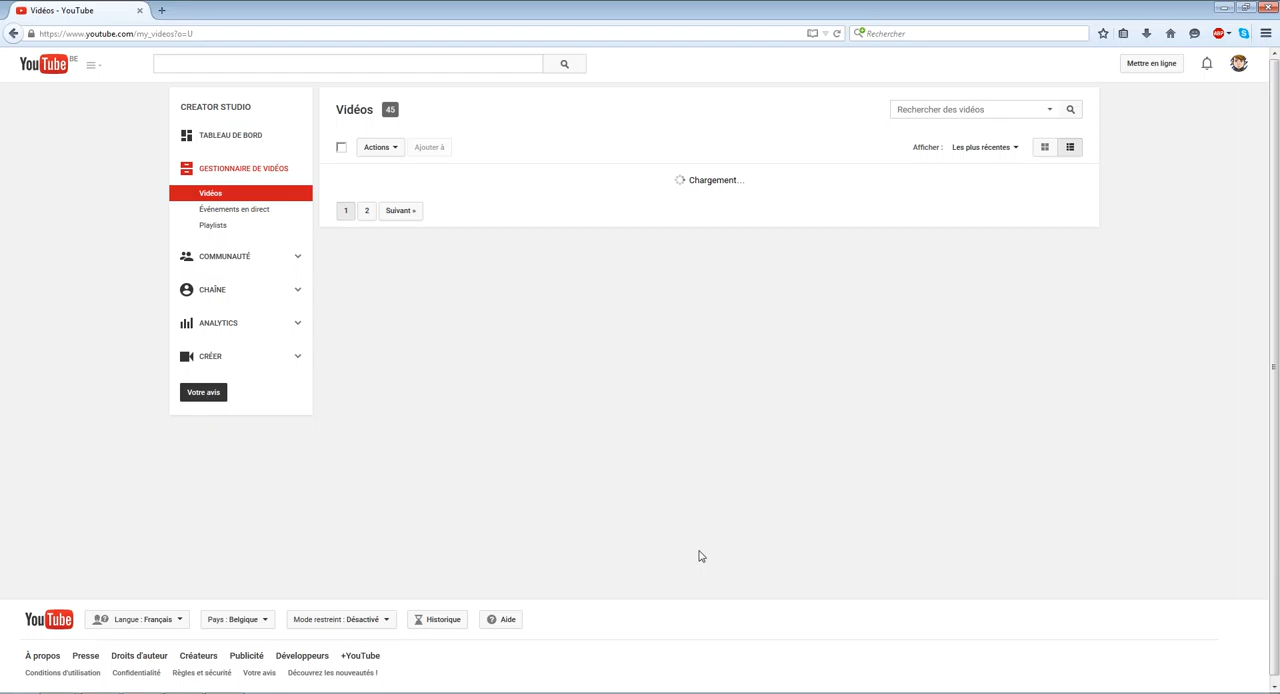 Vidéos - YouTube
https://www.youtube.com/my_videos?o=U
Rechercher
ABP
YouTube BE
Mettre en ligne
CREATOR STUDIO
TABLEAU DE BORD
GESTIONNAIRE DE VIDÉOS
Vidéos
Événements en direct
Playlists
COMMUNAUTÉ
CHAÎNE
ANALYTICS
CRÉER
Votre avis
Vidéos 45
Rechercher des vidéos
Actions
Ajouter à
Afficher :
Les plus récentes
Chargement...
1 2 Suivant »
YouTube
Langue : Français
Pays : Belgique
Mode restreint : Désactivé
Historique
Aide
À propos Presse Droits d'auteur Créateurs Publicité Développeurs +YouTube
Conditions d'utilisation Confidentialité Règles et sécurité Votre avis Découvrez les nouveautés !